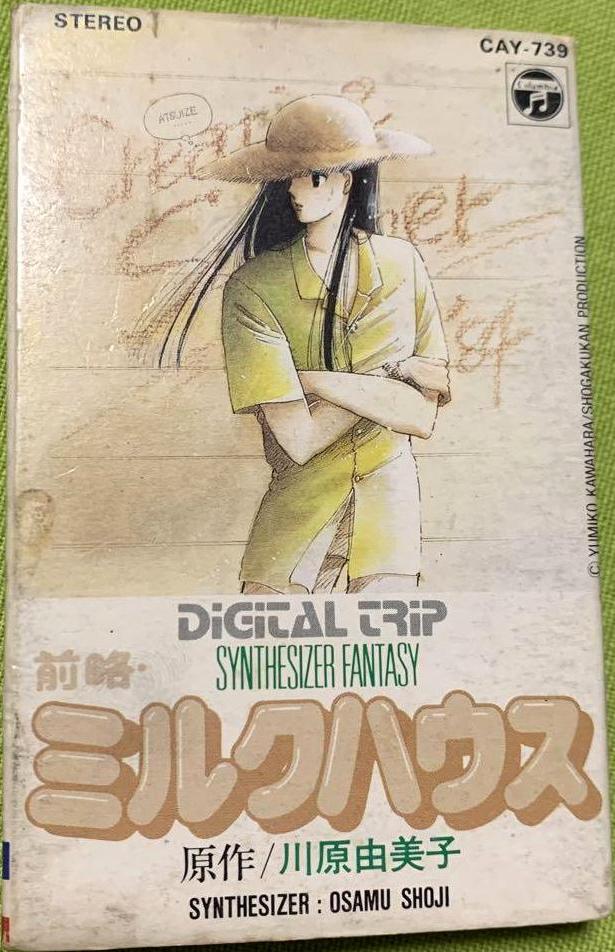 STEREO
CAY-739
Columbia
ATSUIZE
.....
© YUMIKO KAWAHARA/SHOGAKUKAN PRODUCTION
DIGITAL TRIP
SYNTHESIZER FANTASY
前略・
ミルクハウス
原作/川原由美子
SYNTHESIZER : OSAMU SHOJI